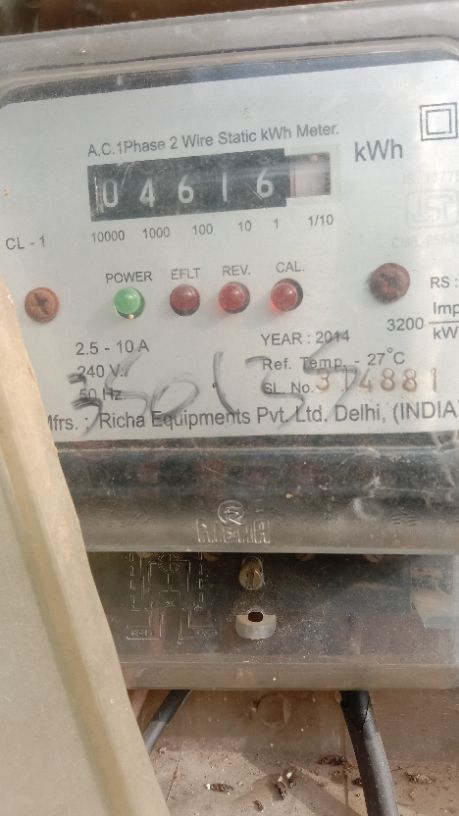 A.C.1Phase 2 Wire Static kWh Meter.
04616 kWh
CL - 1
10000 1000 100 10 1 1/10
POWER EFLT REV. CAL.
RS :
3200 Imp
kW
2.5 - 10 A
240 V.
50 Hz
YEAR : 2014
Ref. Temp. - 27°C
SL. No. 314881
350135
Mfrs. : Richa Equipments Pvt. Ltd. Delhi, (INDIA)
R
RICHA